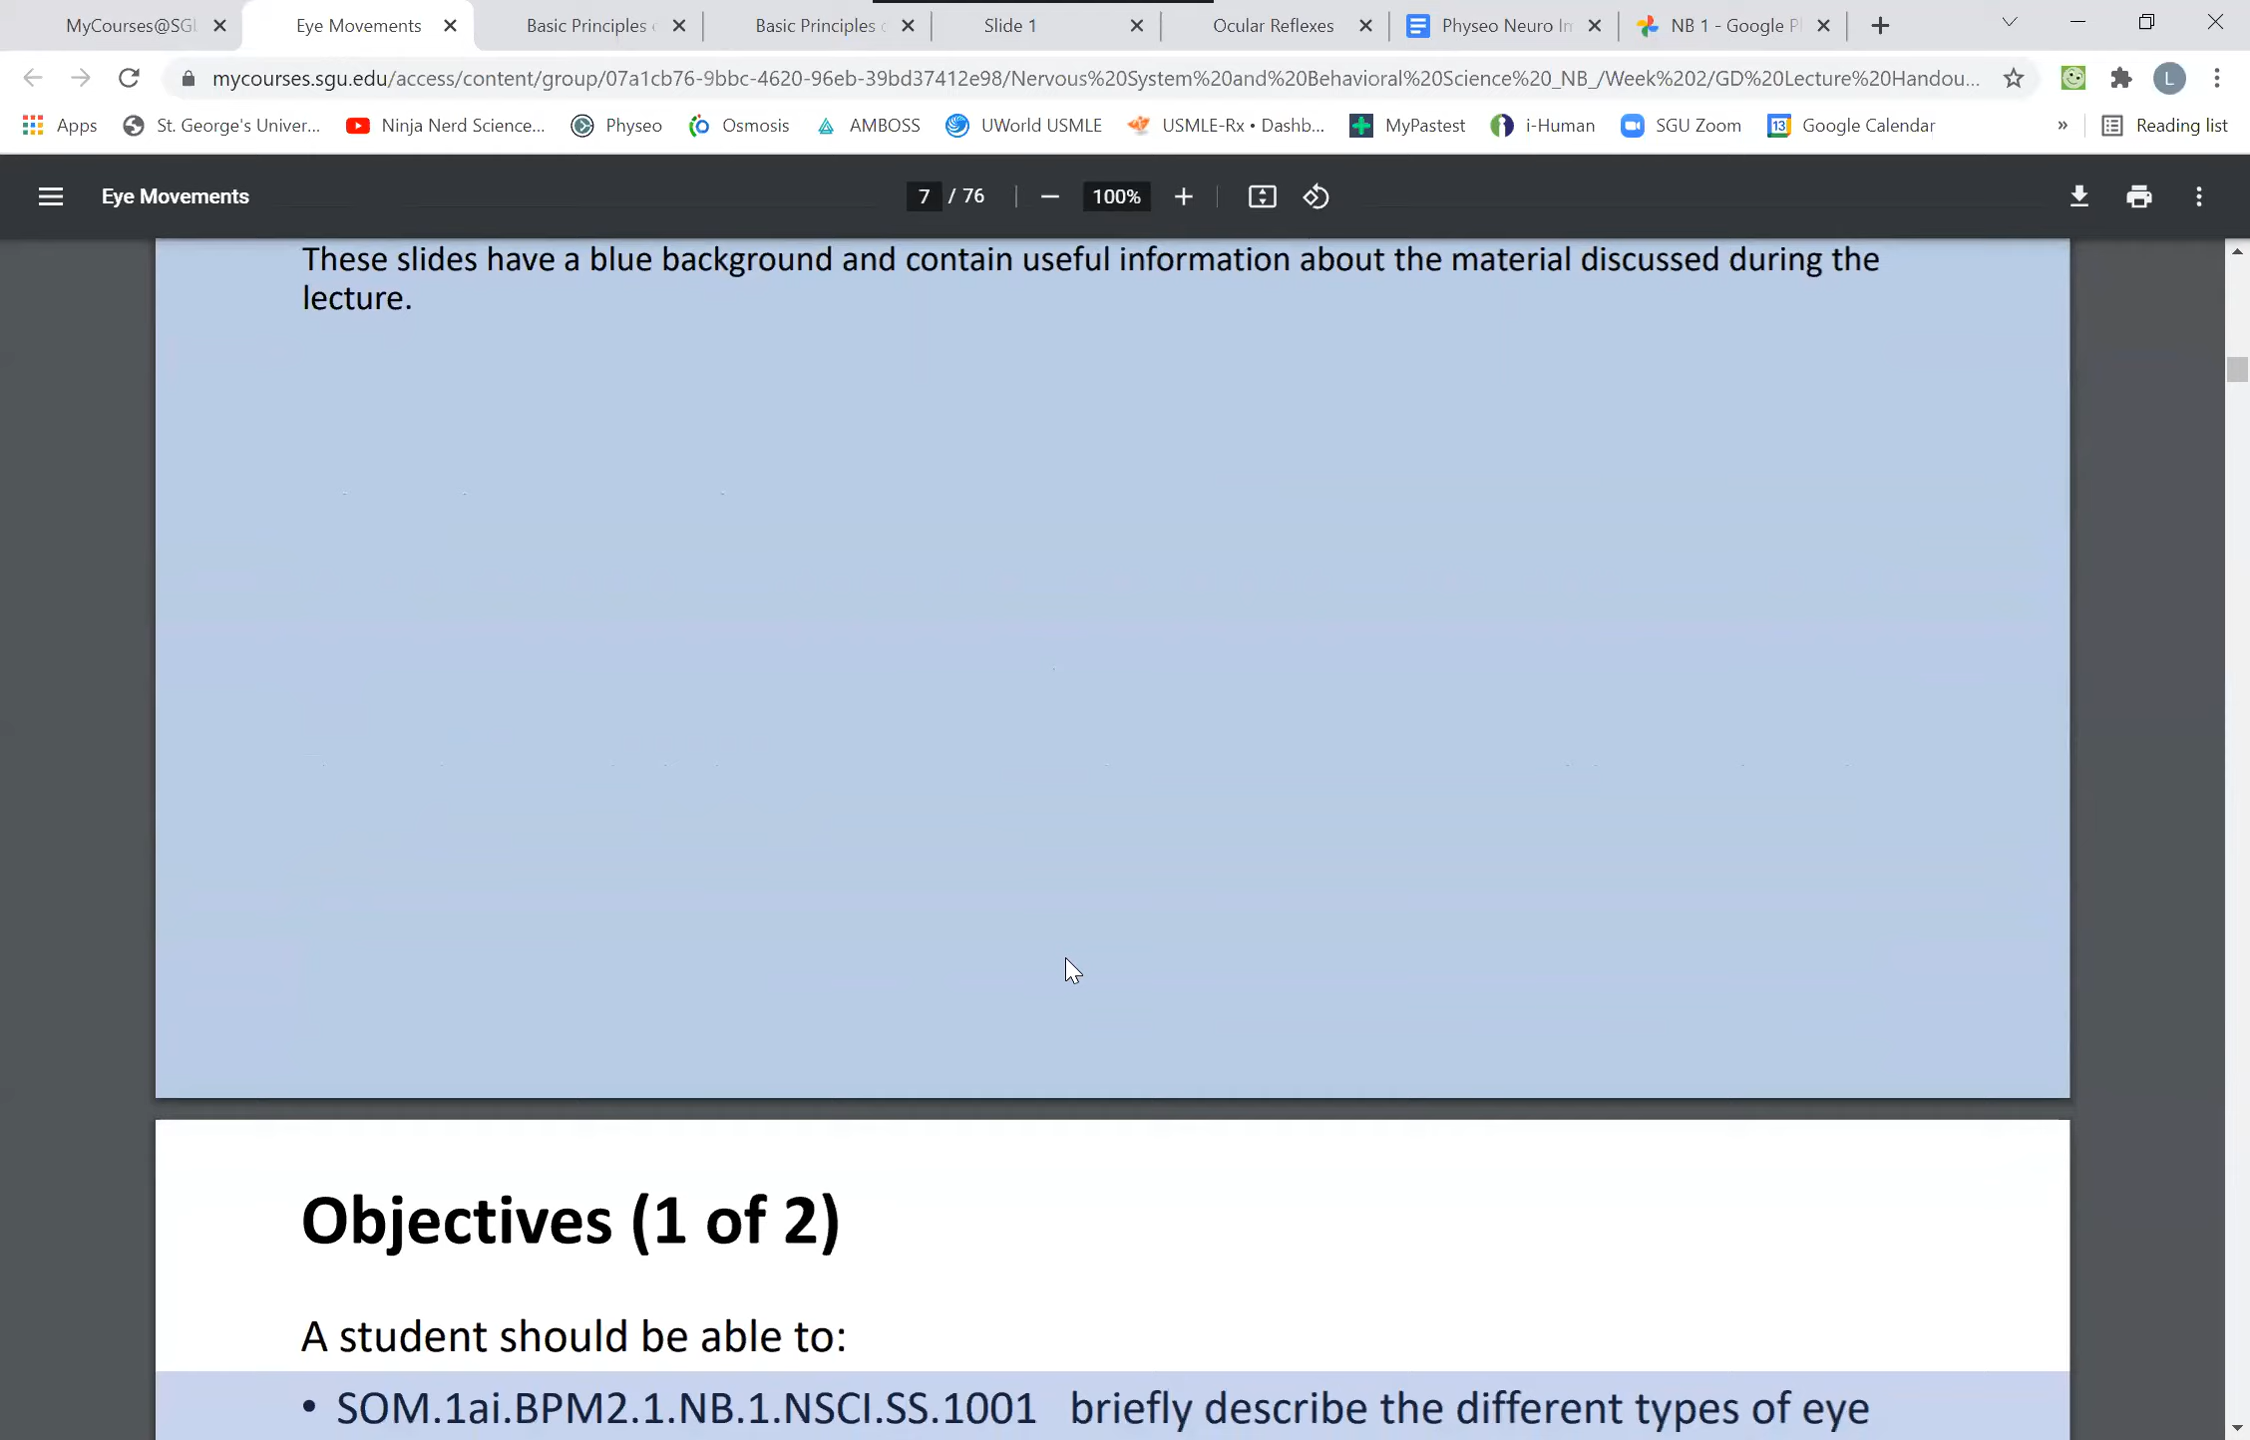 MyCourses@SGU
Eye Movements
Basic Principles
Basic Principles
Slide 1
Ocular Reflexes
Physeo Neuro In
NB 1 - Google P
mycourses.sgu.edu/access/content/group/07a1cb76-9bbc-4620-96eb-39bd37412e98/Nervous%20System%20and%20Behavioral%20Science%20_NB_/Week%202/GD%20Lecture%20Handou...
L
Apps
St. George's Univer...
Ninja Nerd Science...
Physeo
Osmosis
AMBOSS
UWorld USMLE
USMLE-Rx • Dashb...
MyPastest
i-Human
SGU Zoom
13
Google Calendar
»
Reading list
Eye Movements
7 / 76
100%
These slides have a blue background and contain useful information about the material discussed during the
lecture.
Objectives (1 of 2)
A student should be able to:
• SOM.1ai.BPM2.1.NB.1.NSCI.SS.1001 briefly describe the different types of eye